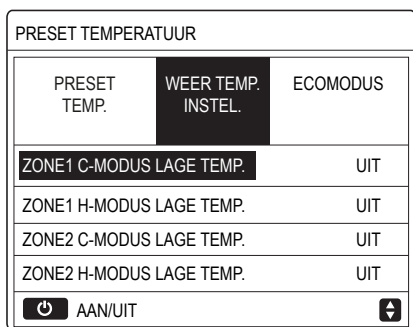 PRESET TEMPERATUUR
PRESET TEMP.
WEER TEMP. INSTEL.
ECOMODUS
ZONE1 C-MODUS LAGE TEMP. UIT
ZONE1 H-MODUS LAGE TEMP. UIT
ZONE2 C-MODUS LAGE TEMP. UIT
ZONE2 H-MODUS LAGE TEMP. UIT
AAN/UIT